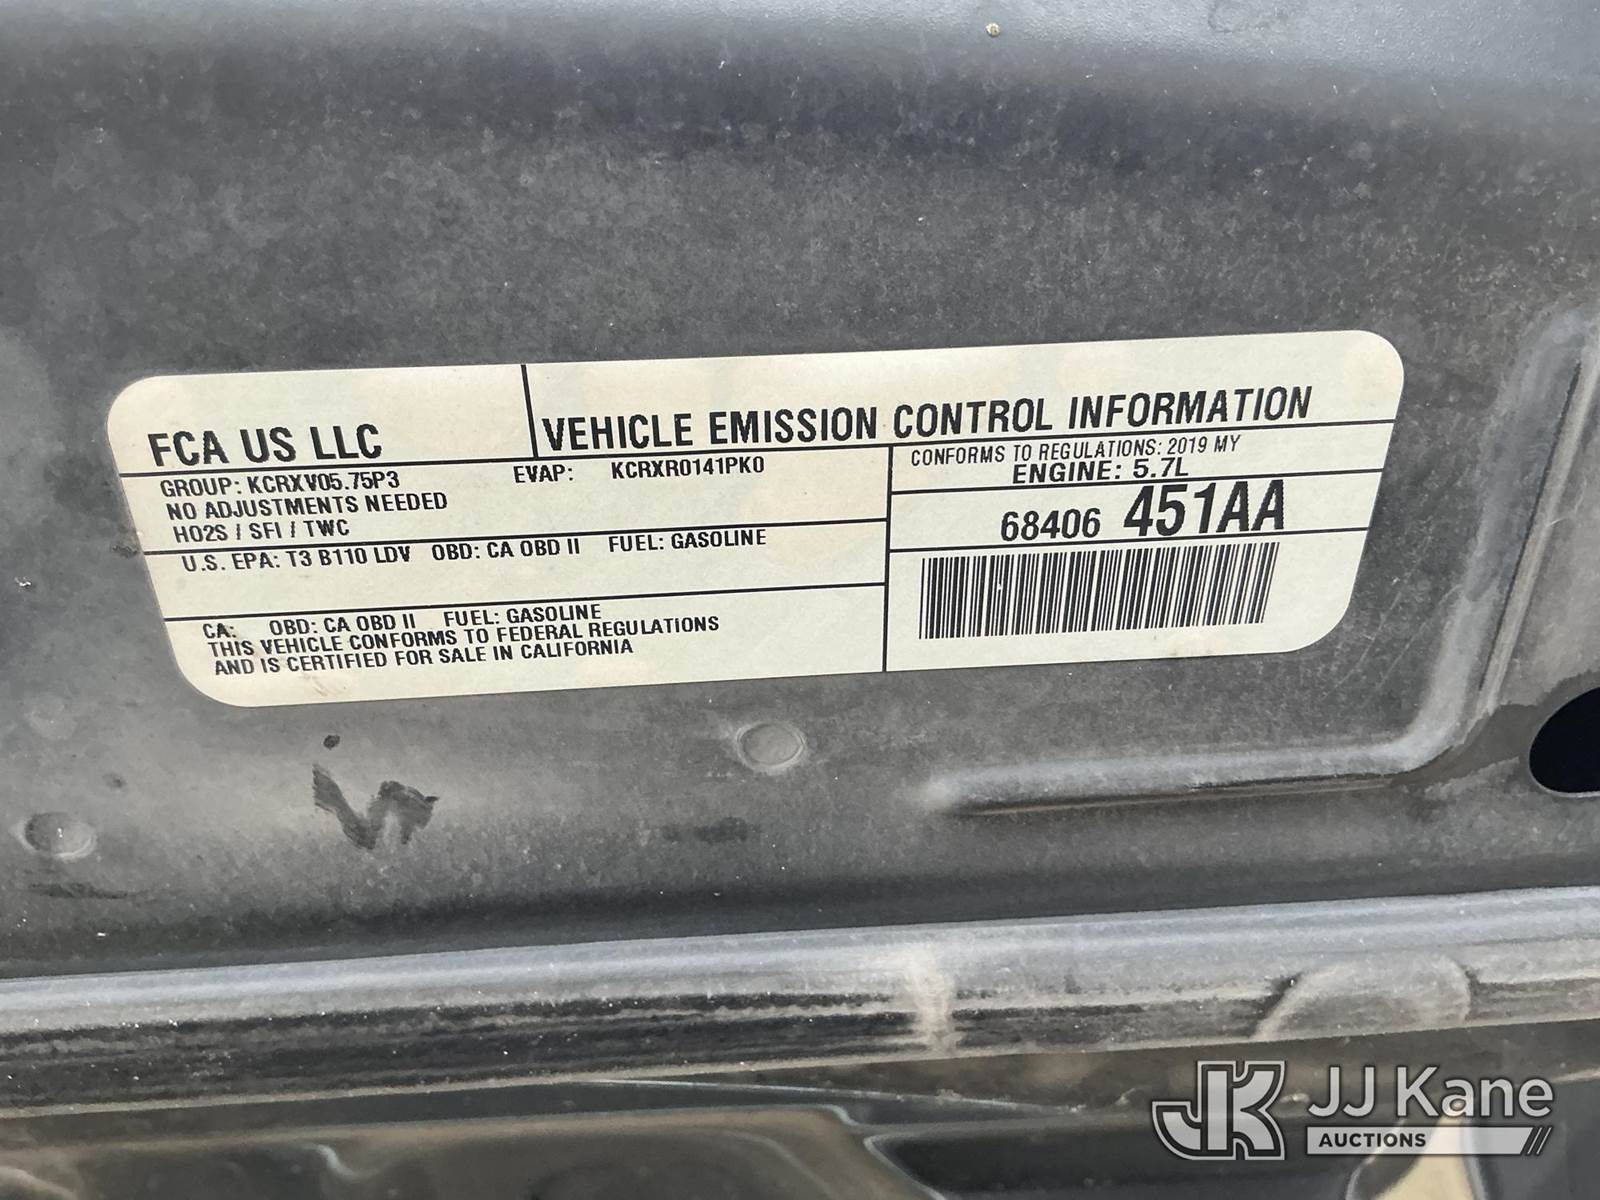 FCA US LLC
VEHICLE EMISSION CONTROL INFORMATION
GROUP: KCRXV05.75P3 EVAP: KCRXR0141PK0
NO ADJUSTMENTS NEEDED
HO2S / SFI / TWC
U.S. EPA: T3 B110 LDV OBD: CA OBD II FUEL: GASOLINE
CA: OBD: CA OBD II FUEL: GASOLINE
THIS VEHICLE CONFORMS TO FEDERAL REGULATIONS
AND IS CERTIFIED FOR SALE IN CALIFORNIA
CONFORMS TO REGULATIONS: 2019 MY
ENGINE: 5.7L
68406 451AA
JK JJ Kane
AUCTIONS